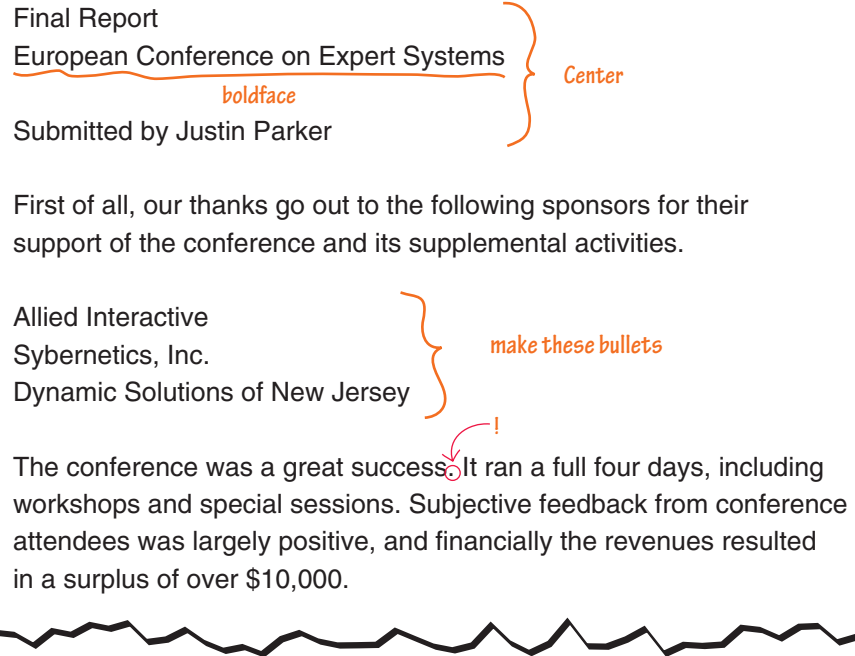 Final Report
European Conference on Expert Systems
Center
boldface
Submitted by Justin Parker
First of all, our thanks go out to the following sponsors for their
support of the conference and its supplemental activities.
Allied Interactive
Sybernetics, Inc.
make these bullets
Dynamic Solutions of New Jersey
!
The conference was a great success. It ran a full four days, including
workshops and special sessions. Subjective feedback from conference
attendees was largely positive, and financially the revenues resulted
in a surplus of over $10,000.